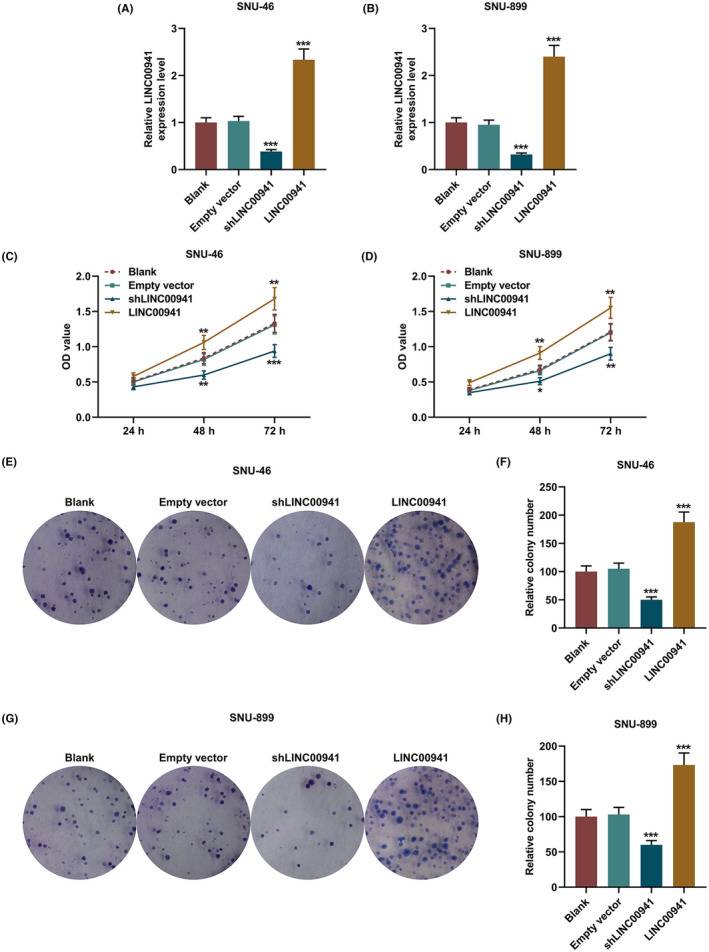 (A)
SNU-46
Relative LINC00941
expression level
3
2
1
0
***
***
Blank
Empty vector
shLINC00941
LINC00941
(B)
SNU-899
Relative LINC00941
expression level
3
2
1
0
***
***
Blank
Empty vector
shLINC00941
LINC00941
(C)
SNU-46
OD value
2.0
1.5
1.0
0.5
0.0
Blank
Empty vector
shLINC00941
LINC00941
**
**
**
***
24 h
48 h
72 h
(D)
SNU-899
OD value
2.0
1.5
1.0
0.5
0.0
Blank
Empty vector
shLINC00941
LINC00941
**
*
**
**
24 h
48 h
72 h
(E)
SNU-46
Blank
Empty vector
shLINC00941
LINC00941
(F)
SNU-46
Relative colony number
250
200
150
100
50
0
***
***
Blank
Empty vector
shLINC00941
LINC00941
(G)
SNU-899
Blank
Empty vector
shLINC00941
LINC00941
(H)
SNU-899
Relative colony number
200
150
100
50
0
***
***
Blank
Empty vector
shLINC00941
LINC00941